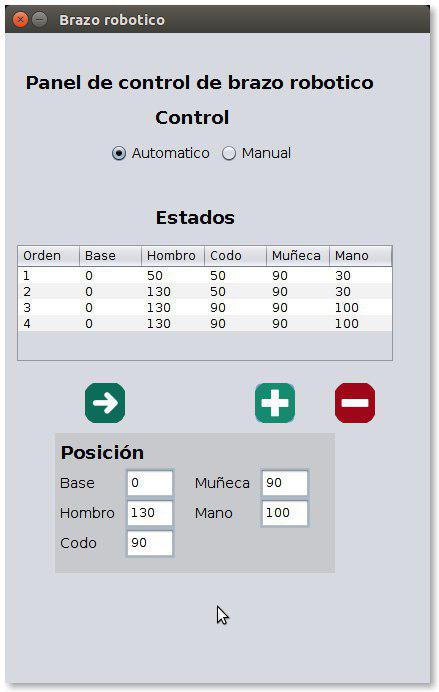 Brazo robotico
Panel de control de brazo robotico
Control
Automatico Manual
Estados
Orden Base Hombro Codo Muñeca Mano
1 0 50 50 90 30
2 0 130 50 90 30
3 0 130 90 90 100
4 0 130 90 90 100
Posición
Base 0 Muñeca 90
Hombro 130 Mano 100
Codo 90